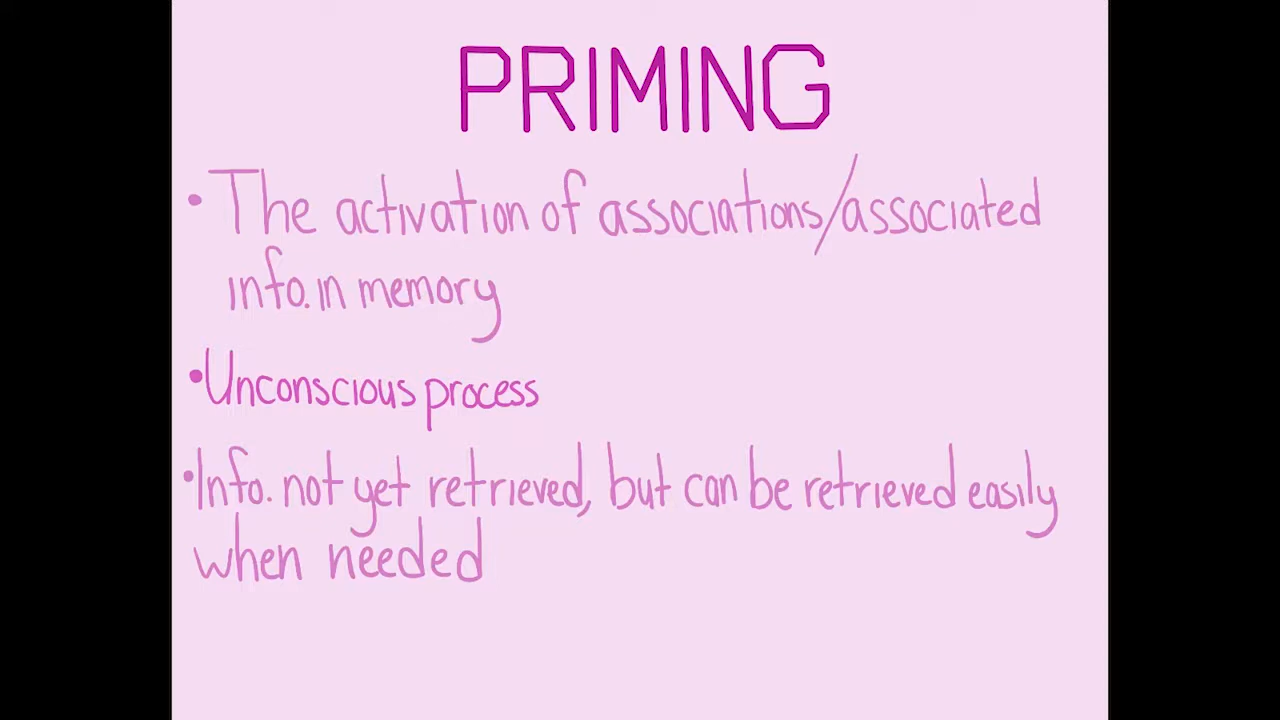 PRIMING
• The activation of associations/associated
info. in memory
• Unconscious process
• Info. not yet retrieved, but can be retrieved easily
when needed